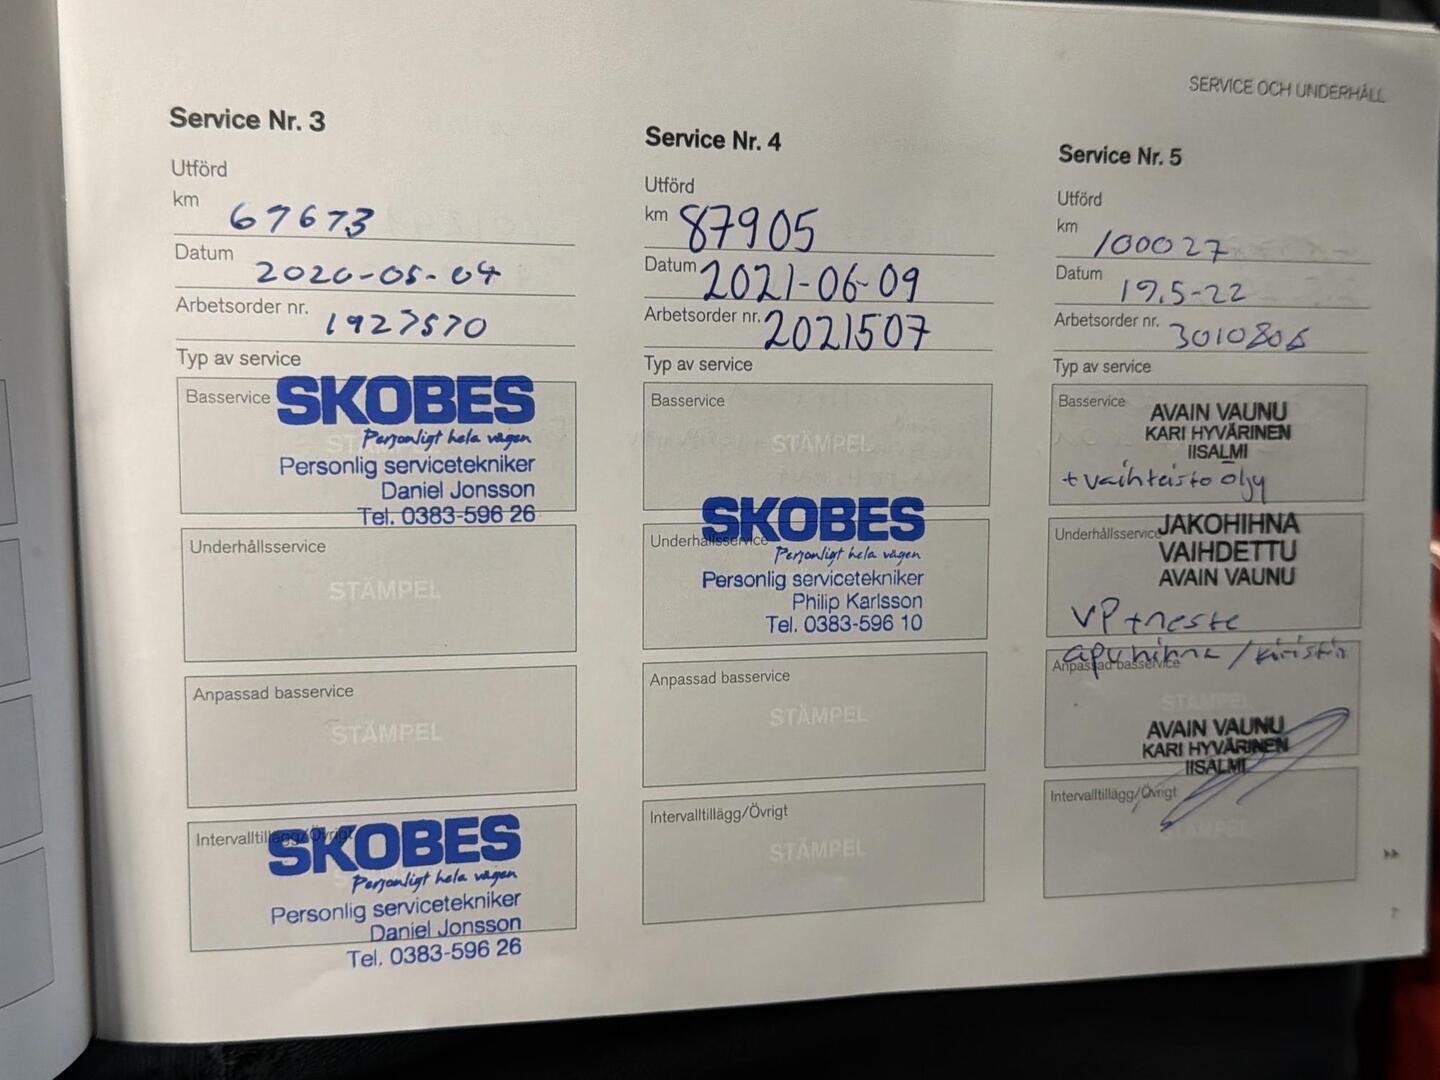 SERVICE OCH UNDERHÅLL
Service Nr. 3
Utförd
km 67673
Datum 2020-05-04
Arbetsorder nr. 1927570
Typ av service
Basservice
STÄMPEL
SKOBES
Personligt hela vägen
Personlig servicetekniker
Daniel Jonsson
Tel. 0383-596 26
Underhållsservice
STÄMPEL
Anpassad basservice
STÄMPEL
Intervalltillägg/Övrigt
SKOBES
Personligt hela vägen
Personlig servicetekniker
Daniel Jonsson
Tel. 0383-596 26
Service Nr. 4
Utförd
km 87905
Datum 2021-06-09
Arbetsorder nr. 2021507
Typ av service
Basservice
STÄMPEL
Underhållsservice
SKOBES
Personligt hela vägen
Personlig servicetekniker
Philip Karlsson
Tel. 0383-596 10
Anpassad basservice
STÄMPEL
Intervalltillägg/Övrigt
STÄMPEL
Service Nr. 5
Utförd
km 100027
Datum 19.5-22
Arbetsorder nr. 3010806
Typ av service
Basservice
AVAIN VAUNU
KARI HYVÄRINEN
IISALMI
+ vaihteisto öljy
Underhållsservice
JAKOHIHNA
VAIHDETTU
AVAIN VAUNU
VP + neste
apuhihna / kiristin
Anpassad basservice
STÄMPEL
AVAIN VAUNU
KARI HYVÄRINEN
IISALMI
Intervalltillägg/Övrigt
STÄMPEL
7